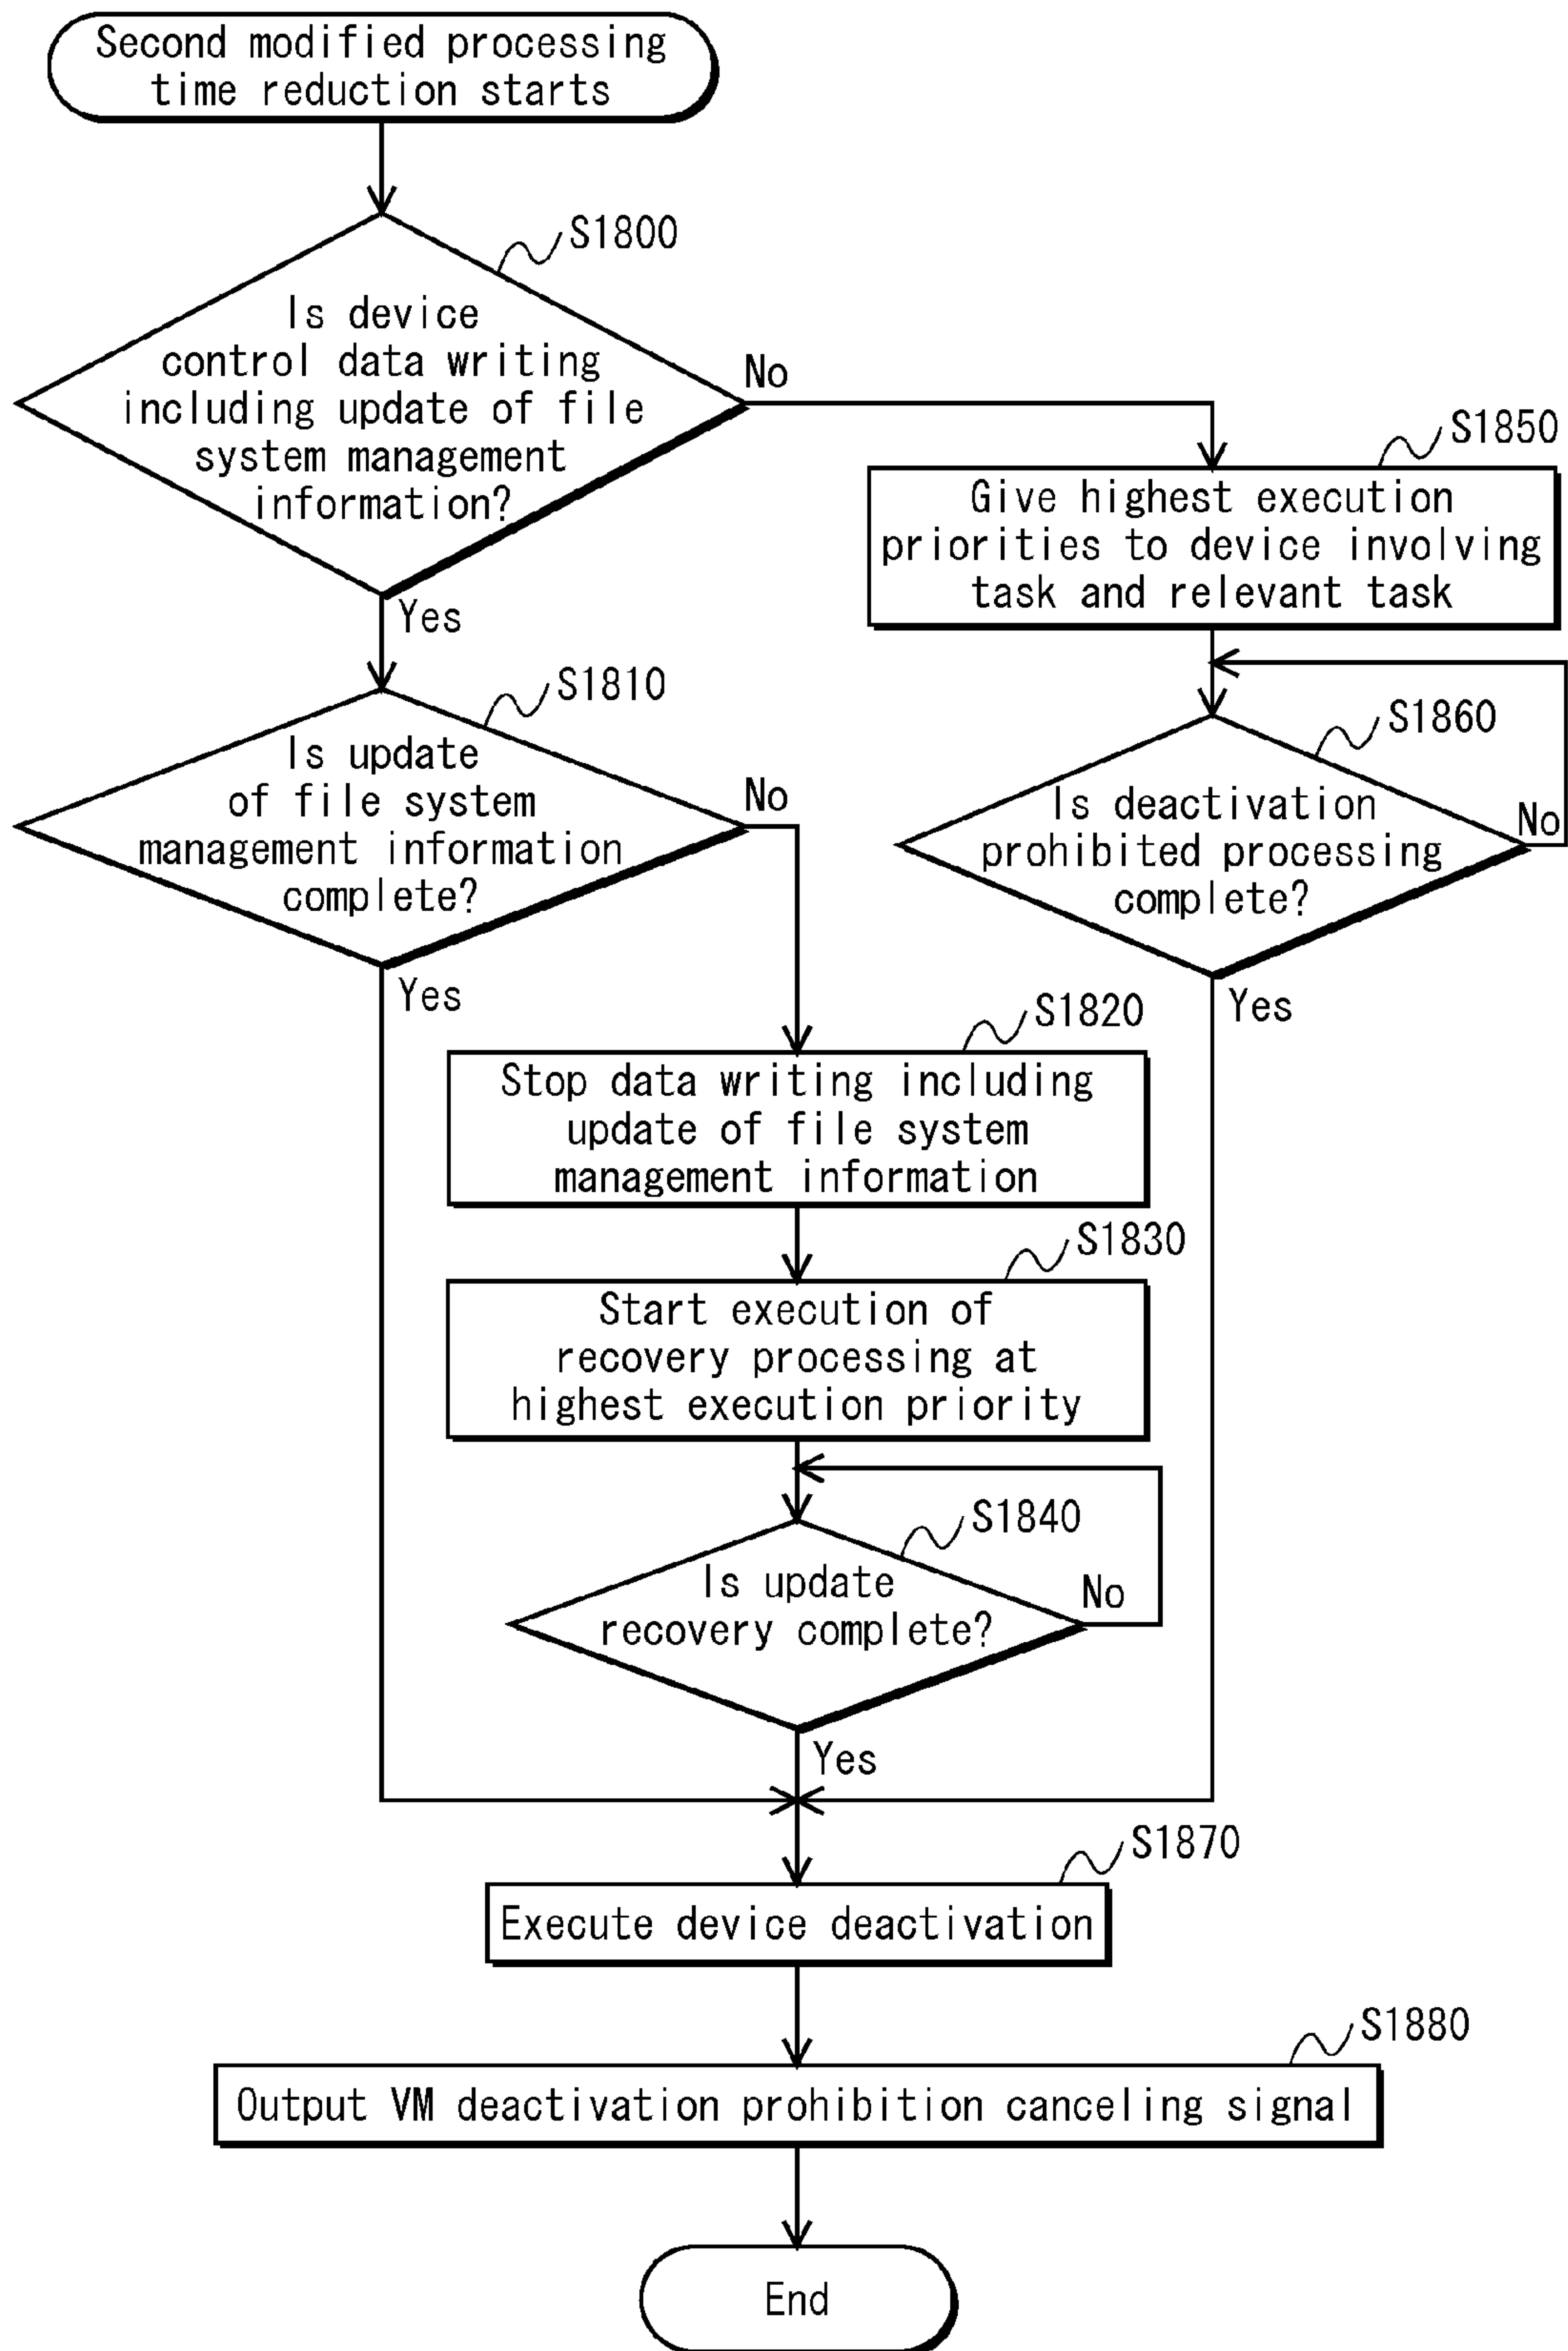 Second modified processing
time reduction starts
S1800
Is device
control data writing
including update of file
system management
information?
No
Yes
S1850
Give highest execution
priorities to device involving
task and relevant task
S1810
Is update
of file system
management information
complete?
No
Yes
S1860
Is deactivation
prohibited processing
complete?
No
Yes
S1820
Stop data writing including
update of file system
management information
S1830
Start execution of
recovery processing at
highest execution priority
S1840
Is update
recovery complete?
No
Yes
S1870
Execute device deactivation
S1880
Output VM deactivation prohibition canceling signal
End